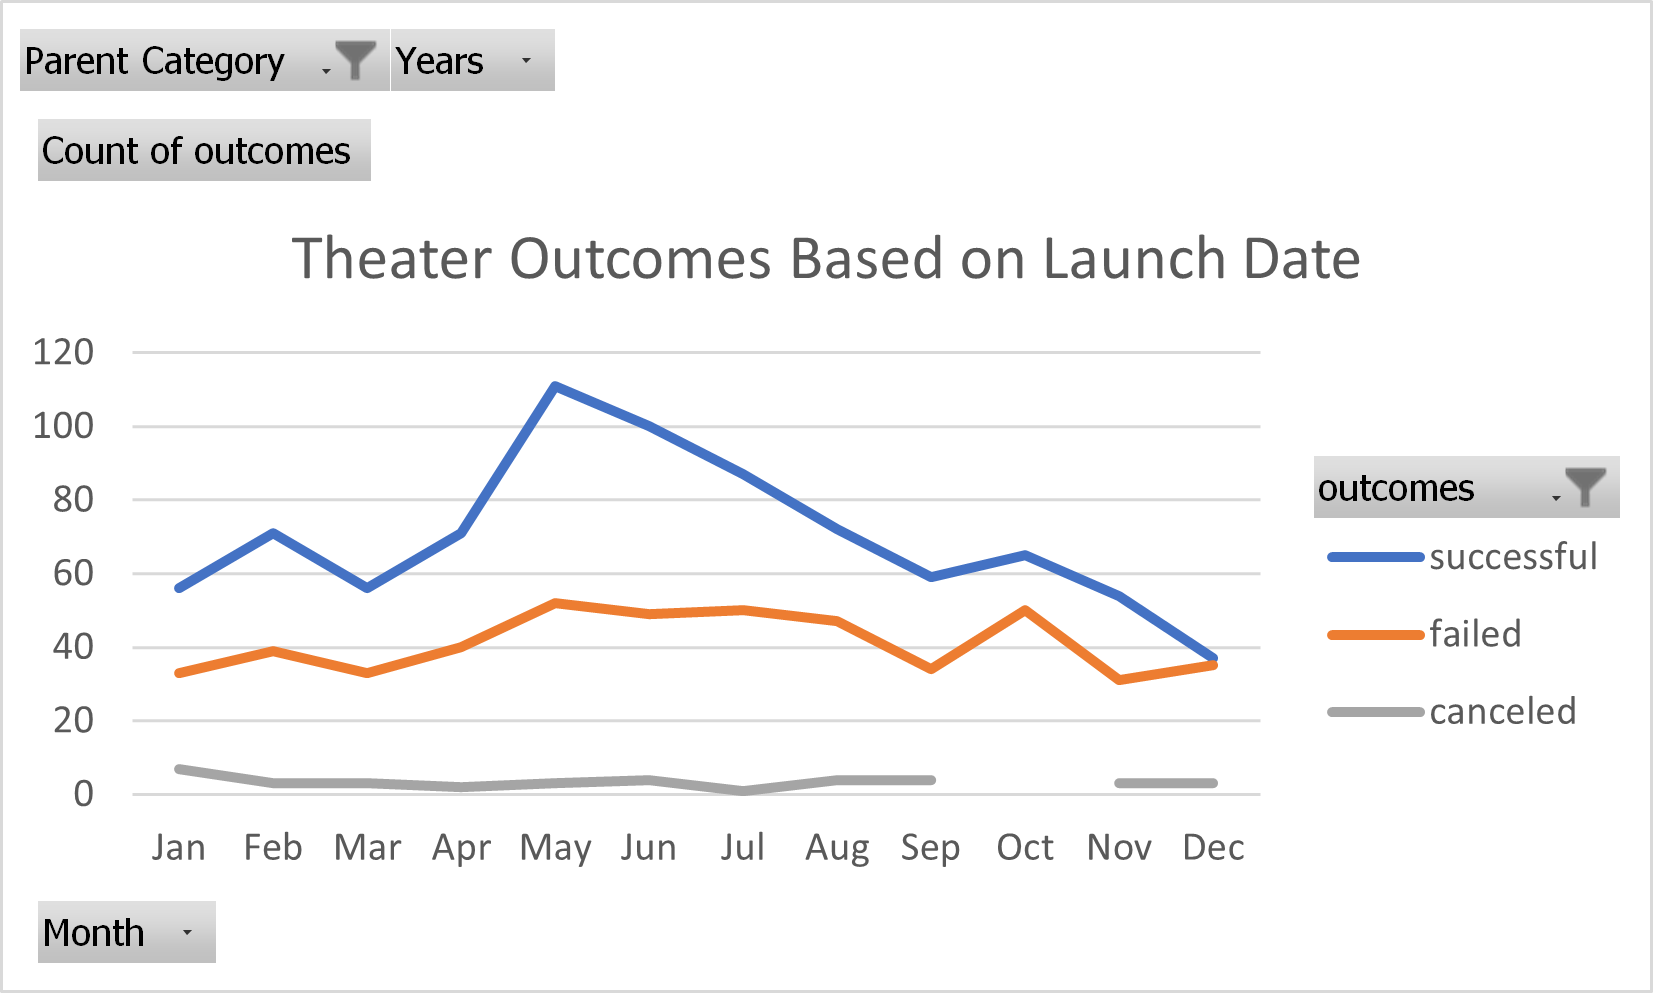 Parent Category Years
Count of outcomes
Theater Outcomes Based on Launch Date
120
100
80
60
40
20
0
Jan Feb Mar Apr May Jun Jul Aug Sep Oct Nov Dec
outcomes
successful
failed
canceled
Month